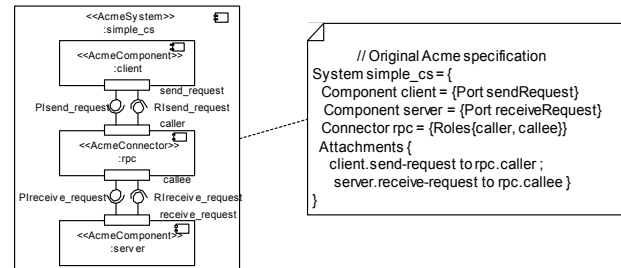 <<AcmeSystem>>
:simple_cs
<<AcmeComponent>>
:client
send_request
PIsend_request RIsend_request
caller
<<AcmeConnector>>
:rpc
callee
PIreceive_request RIreceive_request
receive_request
<<AcmeComponent>>
:server
// Original Acme specification
System simple_cs = {
Component client = {Port sendRequest}
Component server = {Port receiveRequest}
Connector rpc = {Roles{caller, callee}}
Attachments {
client.send-request to rpc.caller ;
server.receive-request to rpc.callee }
}